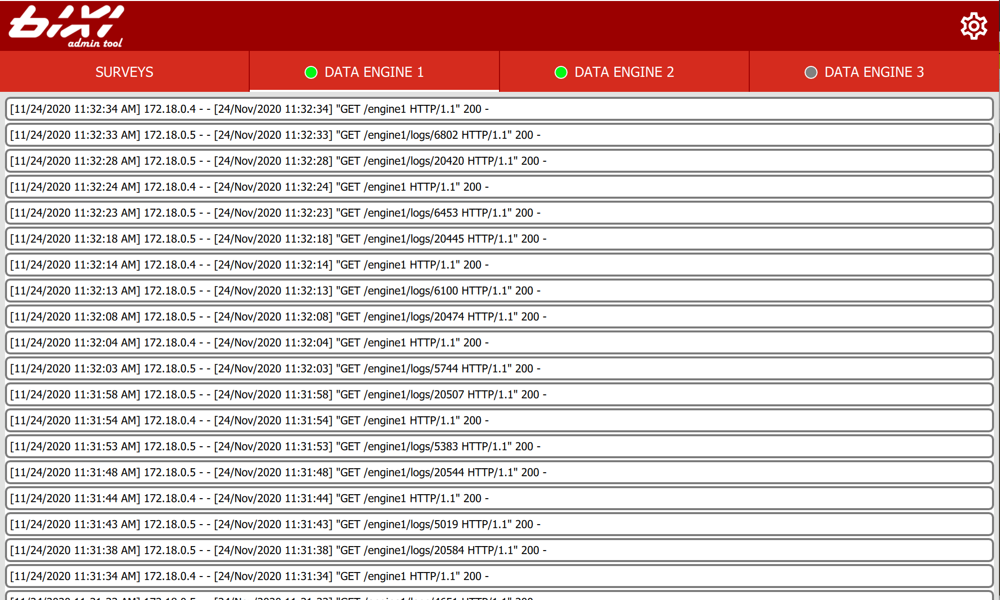 bixi
admin tool
SURVEYS
DATA ENGINE 1
DATA ENGINE 2
DATA ENGINE 3
[11/24/2020 11:32:34 AM] 172.18.0.4 - - [24/Nov/2020 11:32:34] "GET /engine1 HTTP/1.1" 200 -
[11/24/2020 11:32:33 AM] 172.18.0.5 - - [24/Nov/2020 11:32:33] "GET /engine1/logs/6802 HTTP/1.1" 200 -
[11/24/2020 11:32:28 AM] 172.18.0.5 - - [24/Nov/2020 11:32:28] "GET /engine1/logs/20420 HTTP/1.1" 200 -
[11/24/2020 11:32:24 AM] 172.18.0.4 - - [24/Nov/2020 11:32:24] "GET /engine1 HTTP/1.1" 200 -
[11/24/2020 11:32:23 AM] 172.18.0.5 - - [24/Nov/2020 11:32:23] "GET /engine1/logs/6453 HTTP/1.1" 200 -
[11/24/2020 11:32:18 AM] 172.18.0.5 - - [24/Nov/2020 11:32:18] "GET /engine1/logs/20445 HTTP/1.1" 200 -
[11/24/2020 11:32:14 AM] 172.18.0.4 - - [24/Nov/2020 11:32:14] "GET /engine1 HTTP/1.1" 200 -
[11/24/2020 11:32:13 AM] 172.18.0.5 - - [24/Nov/2020 11:32:13] "GET /engine1/logs/6100 HTTP/1.1" 200 -
[11/24/2020 11:32:08 AM] 172.18.0.5 - - [24/Nov/2020 11:32:08] "GET /engine1/logs/20474 HTTP/1.1" 200 -
[11/24/2020 11:32:04 AM] 172.18.0.4 - - [24/Nov/2020 11:32:04] "GET /engine1 HTTP/1.1" 200 -
[11/24/2020 11:32:03 AM] 172.18.0.5 - - [24/Nov/2020 11:32:03] "GET /engine1/logs/5744 HTTP/1.1" 200 -
[11/24/2020 11:31:58 AM] 172.18.0.5 - - [24/Nov/2020 11:31:58] "GET /engine1/logs/20507 HTTP/1.1" 200 -
[11/24/2020 11:31:54 AM] 172.18.0.4 - - [24/Nov/2020 11:31:54] "GET /engine1 HTTP/1.1" 200 -
[11/24/2020 11:31:53 AM] 172.18.0.5 - - [24/Nov/2020 11:31:53] "GET /engine1/logs/5383 HTTP/1.1" 200 -
[11/24/2020 11:31:48 AM] 172.18.0.5 - - [24/Nov/2020 11:31:48] "GET /engine1/logs/20544 HTTP/1.1" 200 -
[11/24/2020 11:31:44 AM] 172.18.0.4 - - [24/Nov/2020 11:31:44] "GET /engine1 HTTP/1.1" 200 -
[11/24/2020 11:31:43 AM] 172.18.0.5 - - [24/Nov/2020 11:31:43] "GET /engine1/logs/5019 HTTP/1.1" 200 -
[11/24/2020 11:31:38 AM] 172.18.0.5 - - [24/Nov/2020 11:31:38] "GET /engine1/logs/20584 HTTP/1.1" 200 -
[11/24/2020 11:31:34 AM] 172.18.0.4 - - [24/Nov/2020 11:31:34] "GET /engine1 HTTP/1.1" 200 -